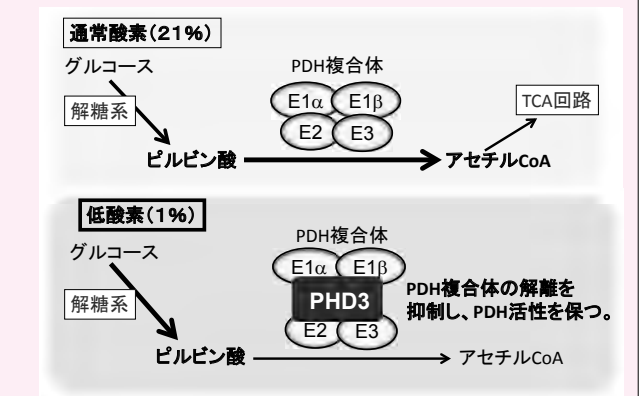 通常酸素（21%）
グルコース
PDH複合体
解糖系
E1α E1β
TCA回路
E2 E3
ピルビン酸
アセチルCoA
低酸素（1%）
グルコース
PDH複合体
解糖系
E1α E1β
PHD3
PDH複合体の解離を
抑制し、PDH活性を保つ。
E2 E3
ピルビン酸
アセチルCoA